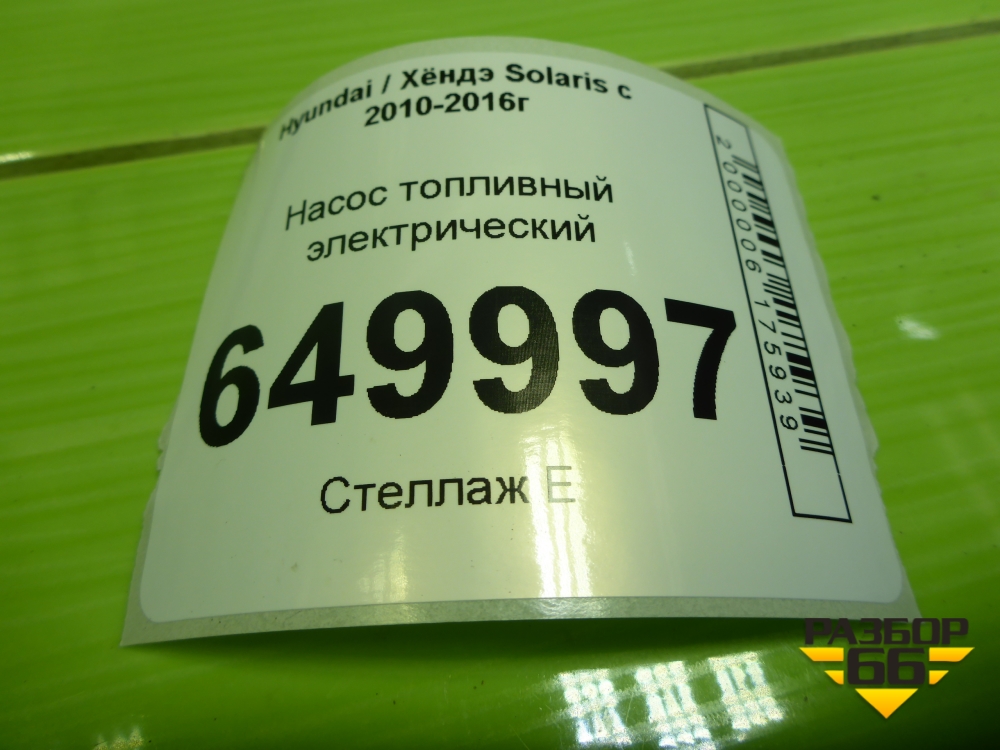 Hyundai / Хёндэ Solaris с
2010-2016г
Насос топливный
электрический
649997
Стеллаж E
2000006175939
РАЗБОР
66